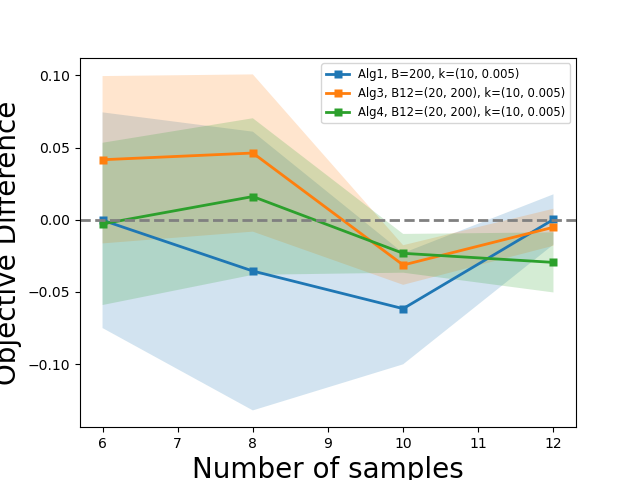 Alg1, B=200, k=(10, 0.005)
Alg3, B12=(20, 200), k=(10, 0.005)
Alg4, B12=(20, 200), k=(10, 0.005)
Objective Difference
0.10
0.05
0.00
−0.05
−0.10
6 7 8 9 10 11 12
Number of samples